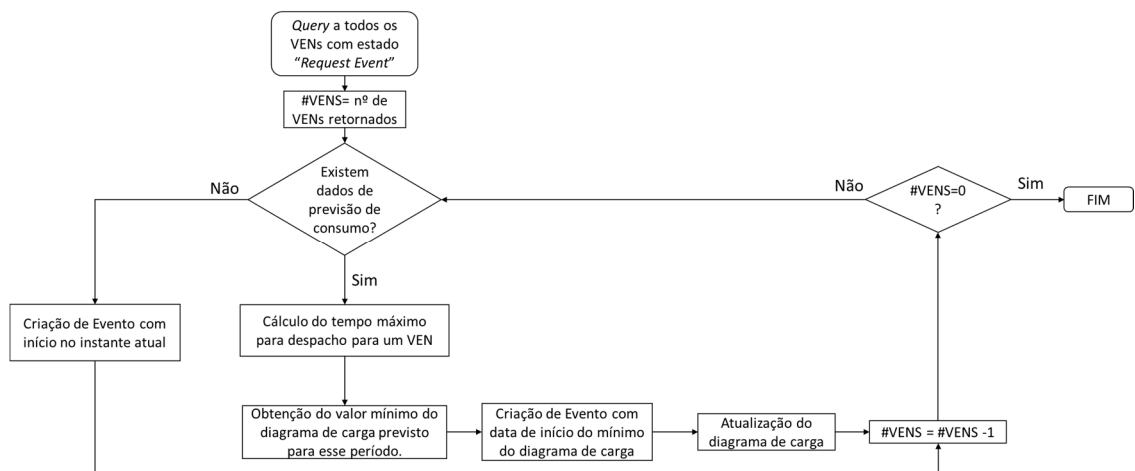 Query a todos os
VENs com estado
“Request Event”
#VENS= nº de
VENs retornados
Existem
dados de
previsão de
consumo?
Não
Sim
Não
#VENS=0
?
Sim
FIM
Criação de Evento com
início no instante atual
Cálculo do tempo máximo
para despacho para um VEN
Obtenção do valor mínimo do
diagrama de carga previsto
para esse período.
Criação de Evento com
data de início do mínimo
do diagrama de carga
Atualização do
diagrama de carga
#VENS = #VENS -1